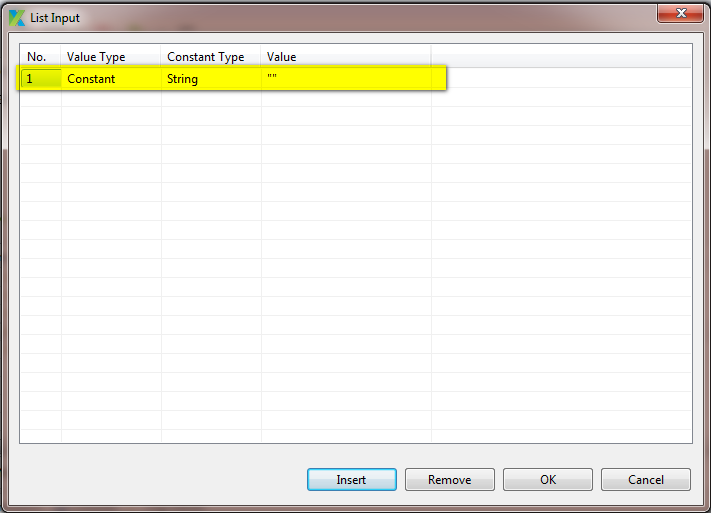 List Input
No. Value Type Constant Type Value
1 Constant String ""
Insert Remove OK Cancel